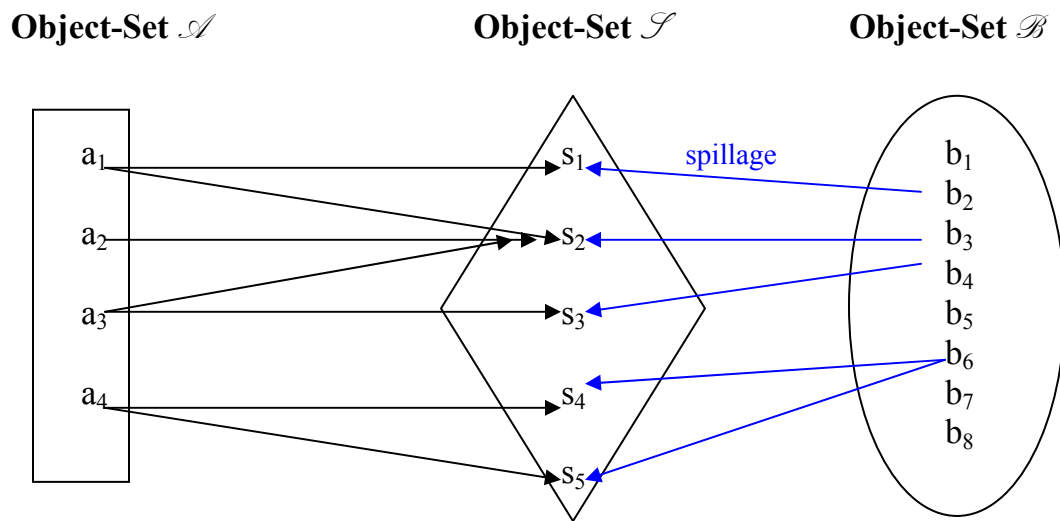 Object-Set 𝒜
Object-Set 𝒮
Object-Set ℬ
a₁
a₂
a₃
a₄
s₁
s₂
s₃
s₄
s₅
spillage
b₁
b₂
b₃
b₄
b₅
b₆
b₇
b₈